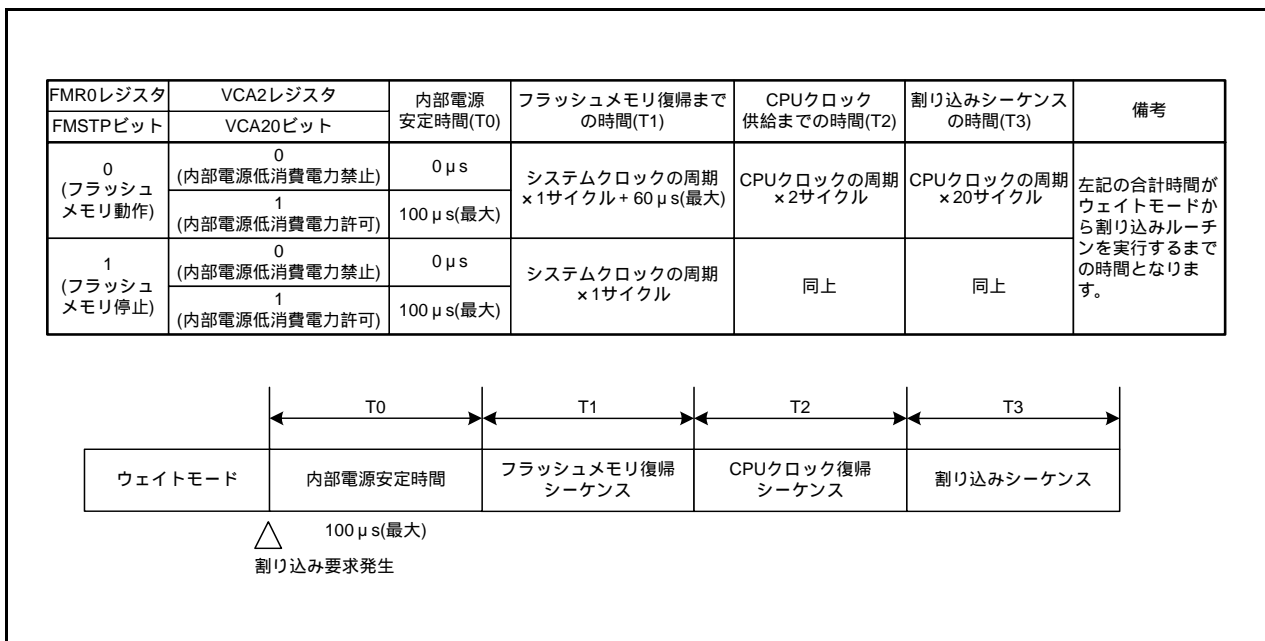 FMR0レジスタ
FMSTPビット
VCA2レジスタ
VCA20ビット
内部電源
安定時間(T0)
フラッシュメモリ復帰まで
の時間(T1)
CPUクロック
供給までの時間(T2)
割り込みシーケンス
の時間(T3)
備考
0
(フラッシュ
メモリ動作)
0
(内部電源低消費電力禁止)
0μs
1
(内部電源低消費電力許可)
100μs(最大)
システムクロックの周期
×1サイクル + 60μs(最大)
CPUクロックの周期
×2サイクル
CPUクロックの周期
×20サイクル
左記の合計時間が
ウェイトモードか
ら割り込みルーチ
ンを実行するまで
の時間となりま
す。
1
(フラッシュ
メモリ停止)
0
(内部電源低消費電力禁止)
0μs
1
(内部電源低消費電力許可)
100μs(最大)
システムクロックの周期
×1サイクル
同上
同上
T0
T1
T2
T3
ウェイトモード
内部電源安定時間
フラッシュメモリ復帰
シーケンス
CPUクロック復帰
シーケンス
割り込みシーケンス
100μs(最大)
割り込み要求発生